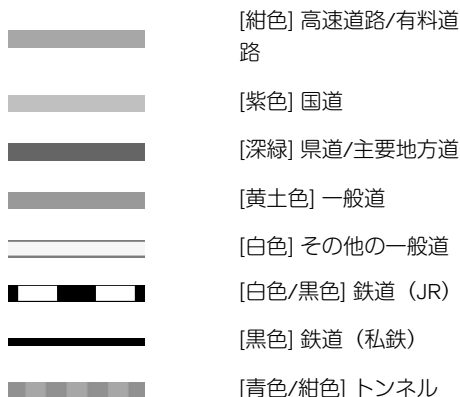 [紺色] 高速道路/有料道
路
[紫色] 国道
[深緑] 県道/主要地方道
[黄土色] 一般道
[白色] その他の一般道
[白色/黒色] 鉄道（JR）
[黒色] 鉄道（私鉄）
[青色/紺色] トンネル